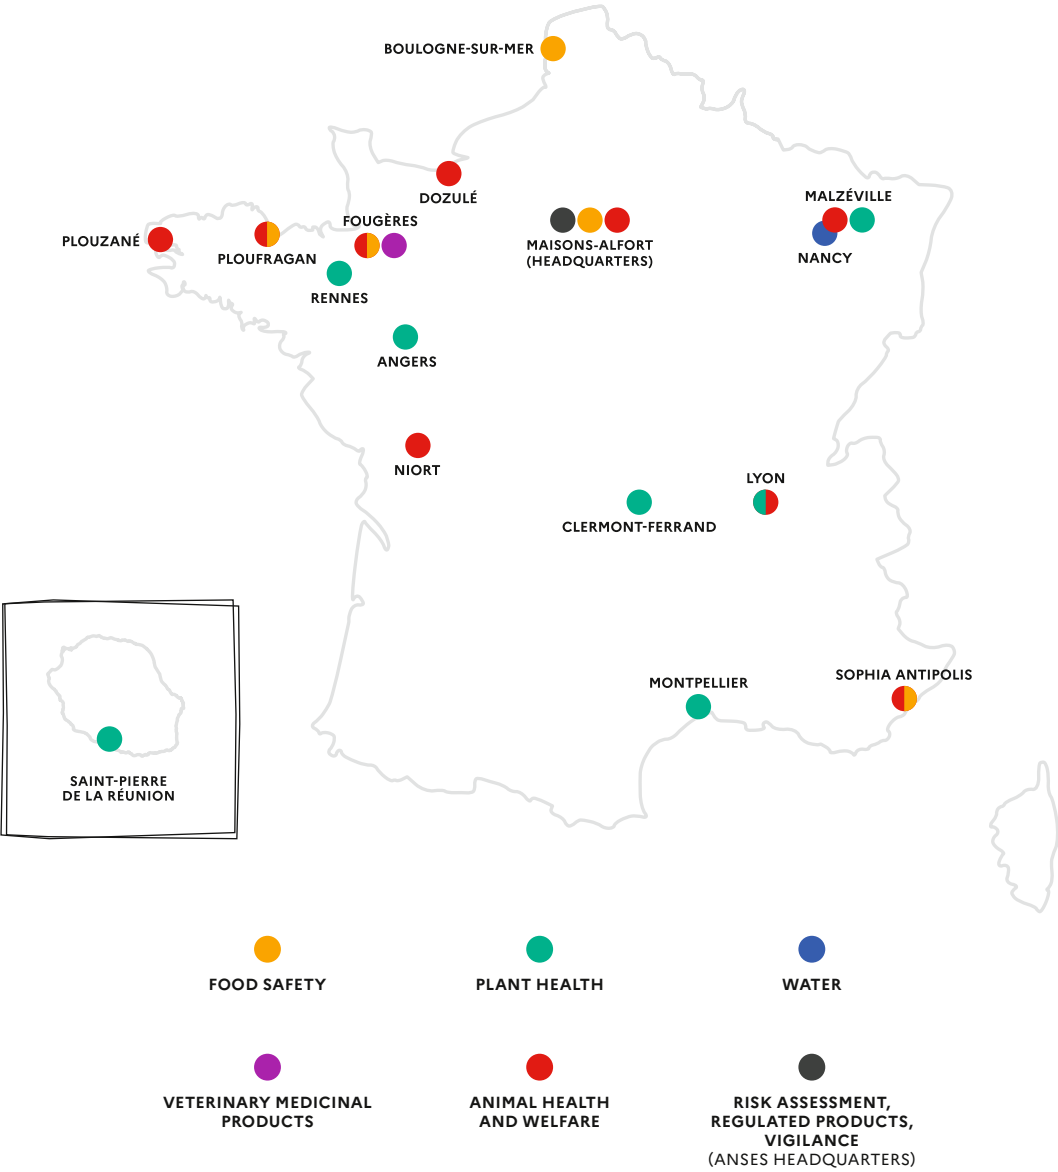 BOULOGNE-SUR-MER
DOZULÉ
MALZÉVILLE
FOUGÈRES
PLOUZANÉ
MAISONS-ALFORT
(HEADQUARTERS)
PLOUFRAGAN
NANCY
RENNES
ANGERS
NIORT
LYON
CLERMONT-FERRAND
SOPHIA ANTIPOLIS
MONTPELLIER
SAINT-PIERRE
DE LA RÉUNION
FOOD SAFETY
PLANT HEALTH
WATER
VETERINARY MEDICINAL
PRODUCTS
ANIMAL HEALTH
AND WELFARE
RISK ASSESSMENT,
REGULATED PRODUCTS,
VIGILANCE
(ANSES HEADQUARTERS)